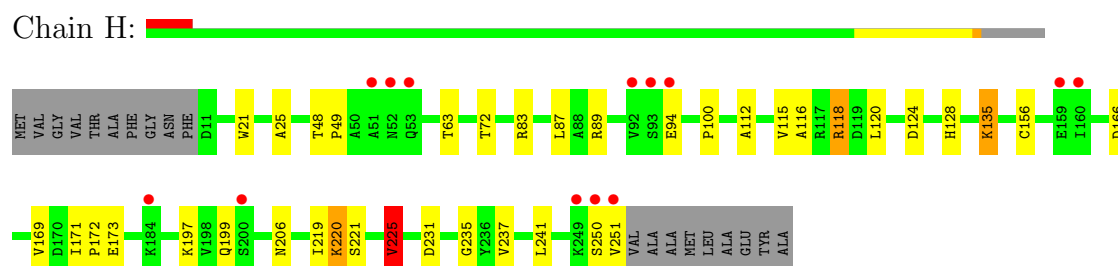 Chain H:
MET VAL GLY VAL THR ALA PHE GLY ASN PHE D11 W21 A25 T48 P49 A50 A51 N52 Q53 T63 T72 R83 L87 A88 R89 V92 S93 E94 P100 A112 V115 A116 R117 R118 D119 L120 D124 H128 K135 C156 E159 I160
V169 D170 I171 P172 E173 K184 K197 V198 Q199 S200 N206 I219 K220 S221 V225 D231 G235 Y236 V237 L241 K249 S250 V251 VAL ALA ALA MET LEU ALA GLU TYR ALA